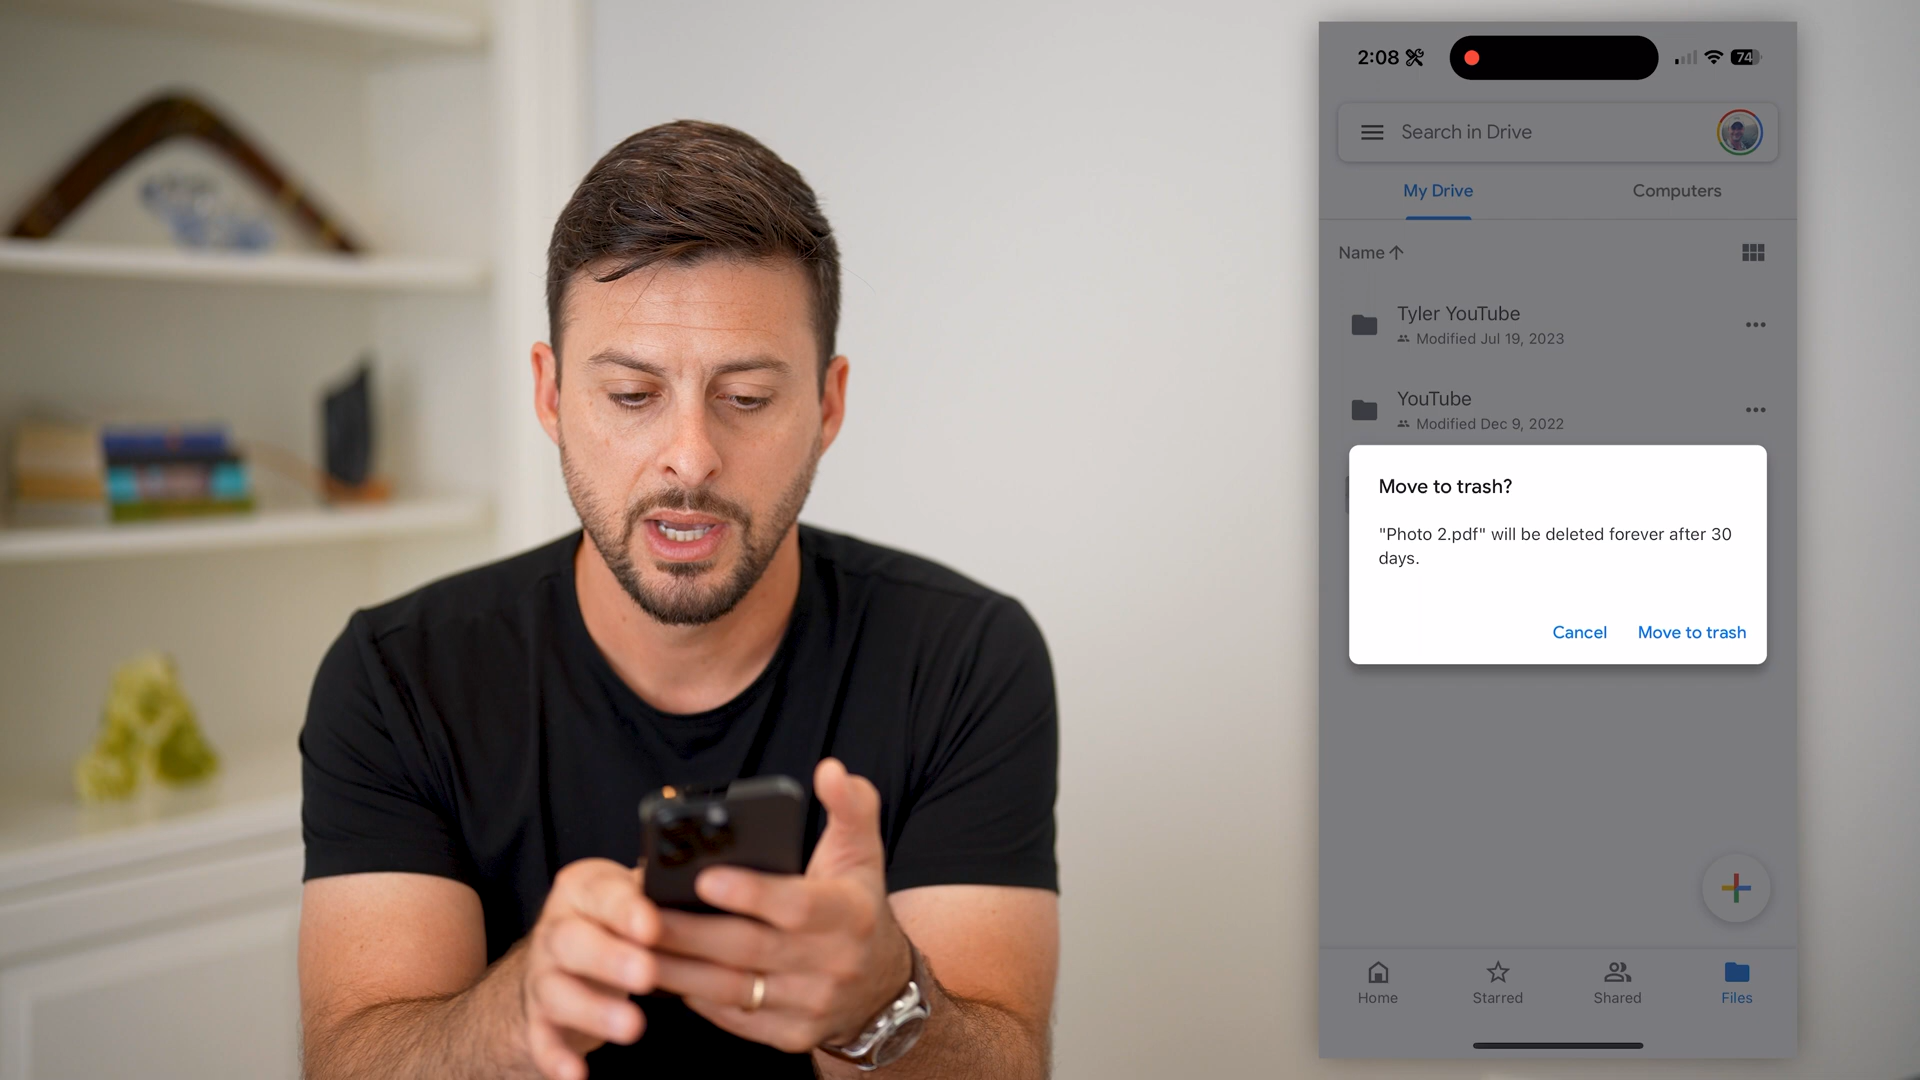 2:08
74
Search in Drive
My Drive
Computers
Name
Tyler YouTube
Modified Jul 19, 2023
YouTube
Modified Dec 9, 2022
Move to trash?
"Photo 2.pdf" will be deleted forever after 30
days.
Cancel
Move to trash
Home
Starred
Shared
Files